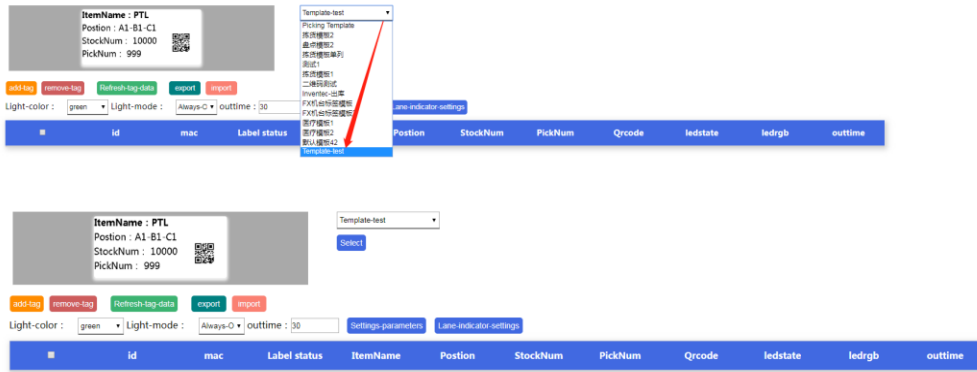 ItemName : PTL
Postion : A1-B1-C1
StockNum : 10000
PickNum : 999
Template-test
Picking Template
拣货模板2
盘点模板2
拣货模板单列
测试1
拣货模板1
二维码测试
Inventec-出库
FX机台标签模板
FX机台标签模板
医疗模板1
医疗模板2
默认模板42
Template-test
add-tag remove-tag Refresh-tag-data export import
Light-color : green Light-mode : Always-O outtime : 30 Lane-indicator-settings
id mac Label status Postion StockNum PickNum Qrcode ledstate ledrgb outtime
ItemName : PTL
Postion : A1-B1-C1
StockNum : 10000
PickNum : 999
Template-test
Select
add-tag remove-tag Refresh-tag-data export import
Light-color : green Light-mode : Always-O outtime : 30 Settings-parameters Lane-indicator-settings
id mac Label status ItemName Postion StockNum PickNum Qrcode ledstate ledrgb outtime